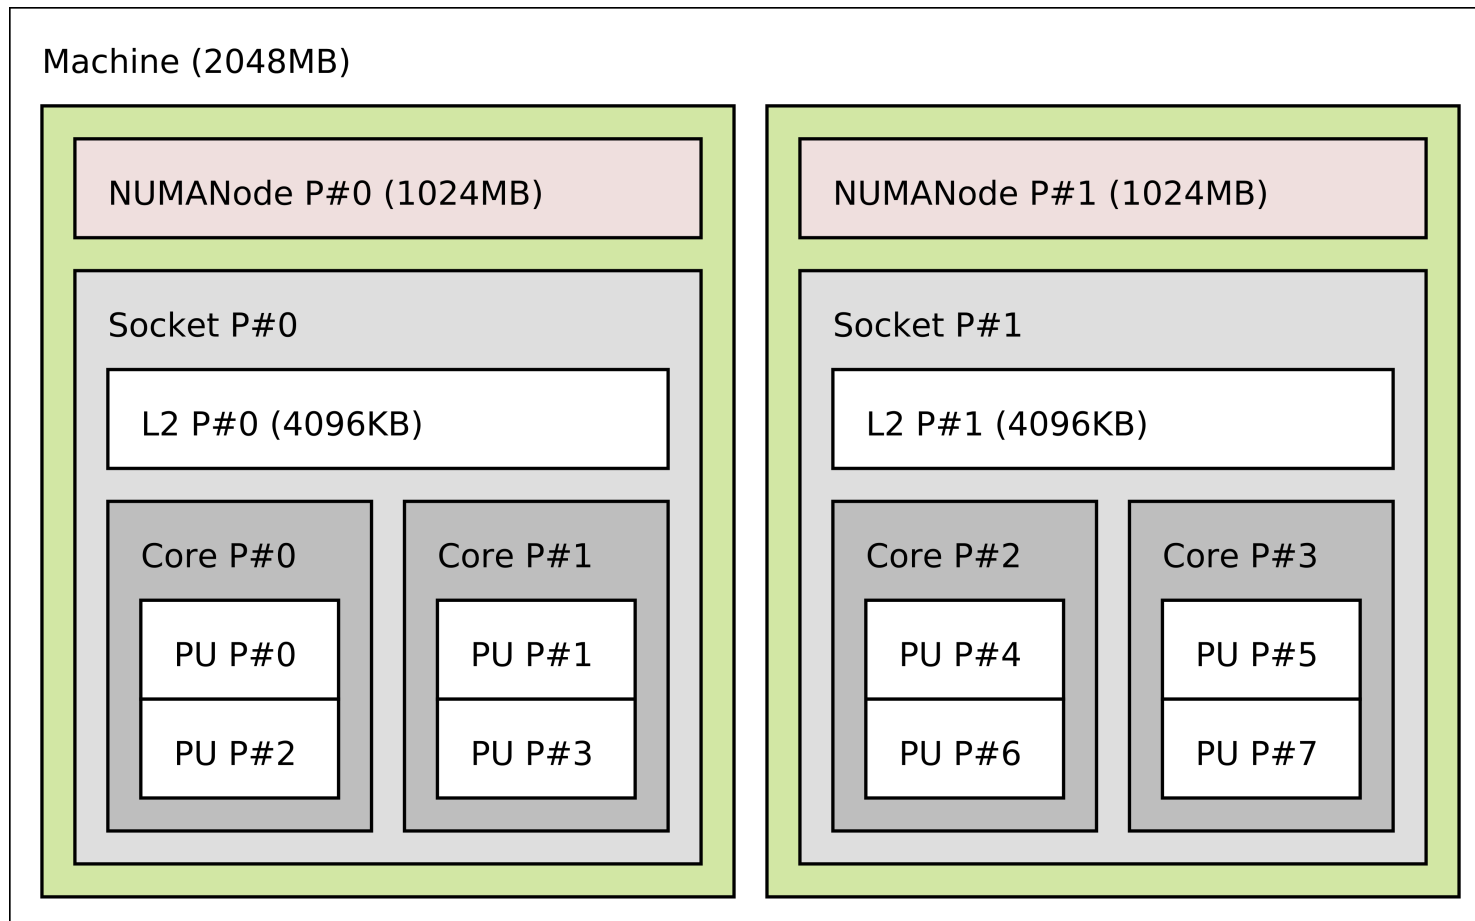 Machine (2048MB)
NUMANode P#0 (1024MB)
Socket P#0
L2 P#0 (4096KB)
Core P#0
PU P#0
PU P#2
Core P#1
PU P#1
PU P#3
NUMANode P#1 (1024MB)
Socket P#1
L2 P#1 (4096KB)
Core P#2
PU P#4
PU P#6
Core P#3
PU P#5
PU P#7